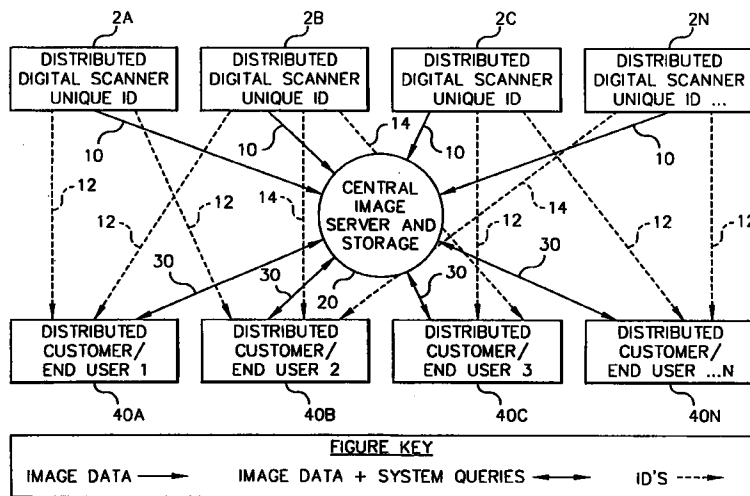 2A
2B
2C
2N
DISTRIBUTED
DIGITAL SCANNER
UNIQUE ID
DISTRIBUTED
DIGITAL SCANNER
UNIQUE ID
DISTRIBUTED
DIGITAL SCANNER
UNIQUE ID
DISTRIBUTED
DIGITAL SCANNER
UNIQUE ID ...
10
10
14
10
10
12
12
12
14
12
14
12
12
CENTRAL
IMAGE
SERVER AND
STORAGE
30
30
20
30
30
DISTRIBUTED
CUSTOMER/
END USER 1
DISTRIBUTED
CUSTOMER/
END USER 2
DISTRIBUTED
CUSTOMER/
END USER 3
DISTRIBUTED
CUSTOMER/
END USER ...N
40A
40B
40C
40N
FIGURE KEY
IMAGE DATA
IMAGE DATA + SYSTEM QUERIES
ID'S